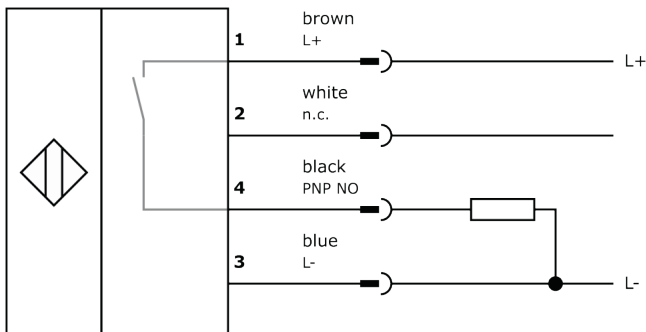 brown
1 L+ L+
white
2 n.c.
black
4 PNP NO
blue
3 L- L-